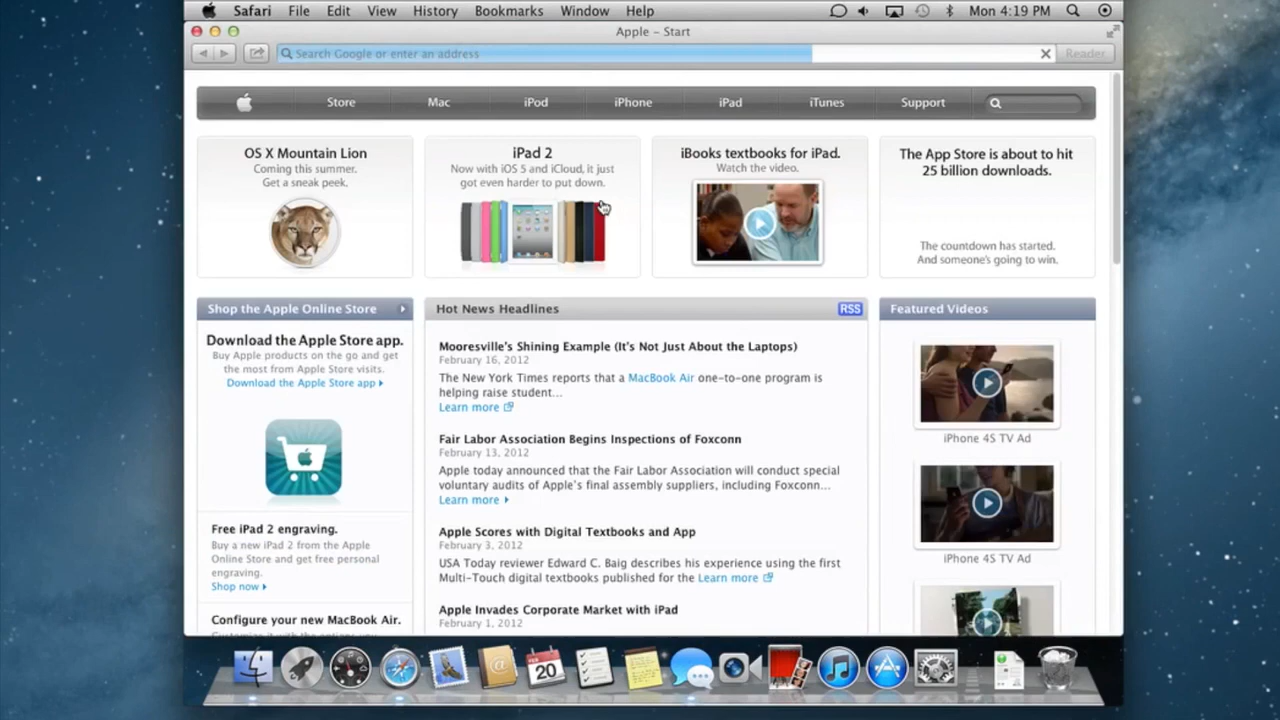 Safari File Edit View History Bookmarks Window Help Mon 4:19 PM
Apple – Start
Search Google or enter an address Reader
Store Mac iPod iPhone iPad iTunes Support
OS X Mountain Lion
Coming this summer.
Get a sneak peek.
iPad 2
Now with iOS 5 and iCloud, it just
got even harder to put down.
iBooks textbooks for iPad.
Watch the video.
The App Store is about to hit
25 billion downloads.
The countdown has started.
And someone's going to win.
Shop the Apple Online Store
Download the Apple Store app.
Buy Apple products on the go and get
the most from Apple Store visits.
Download the Apple Store app
Free iPad 2 engraving.
Buy a new iPad 2 from the Apple
Online Store and get free personal
engraving.
Shop now
Configure your new MacBook Air.
Hot News Headlines RSS
Mooresville's Shining Example (It's Not Just About the Laptops)
February 16, 2012
The New York Times reports that a MacBook Air one-to-one program is
helping raise student...
Learn more
Fair Labor Association Begins Inspections of Foxconn
February 13, 2012
Apple today announced that the Fair Labor Association will conduct special
voluntary audits of Apple's final assembly suppliers, including Foxconn...
Learn more
Apple Scores with Digital Textbooks and App
February 3, 2012
USA Today reviewer Edward C. Baig describes his experience using the first
Multi-Touch digital textbooks published for the Learn more
Apple Invades Corporate Market with iPad
February 1, 2012
Featured Videos
iPhone 4S TV Ad
iPhone 4S TV Ad
FEB
20